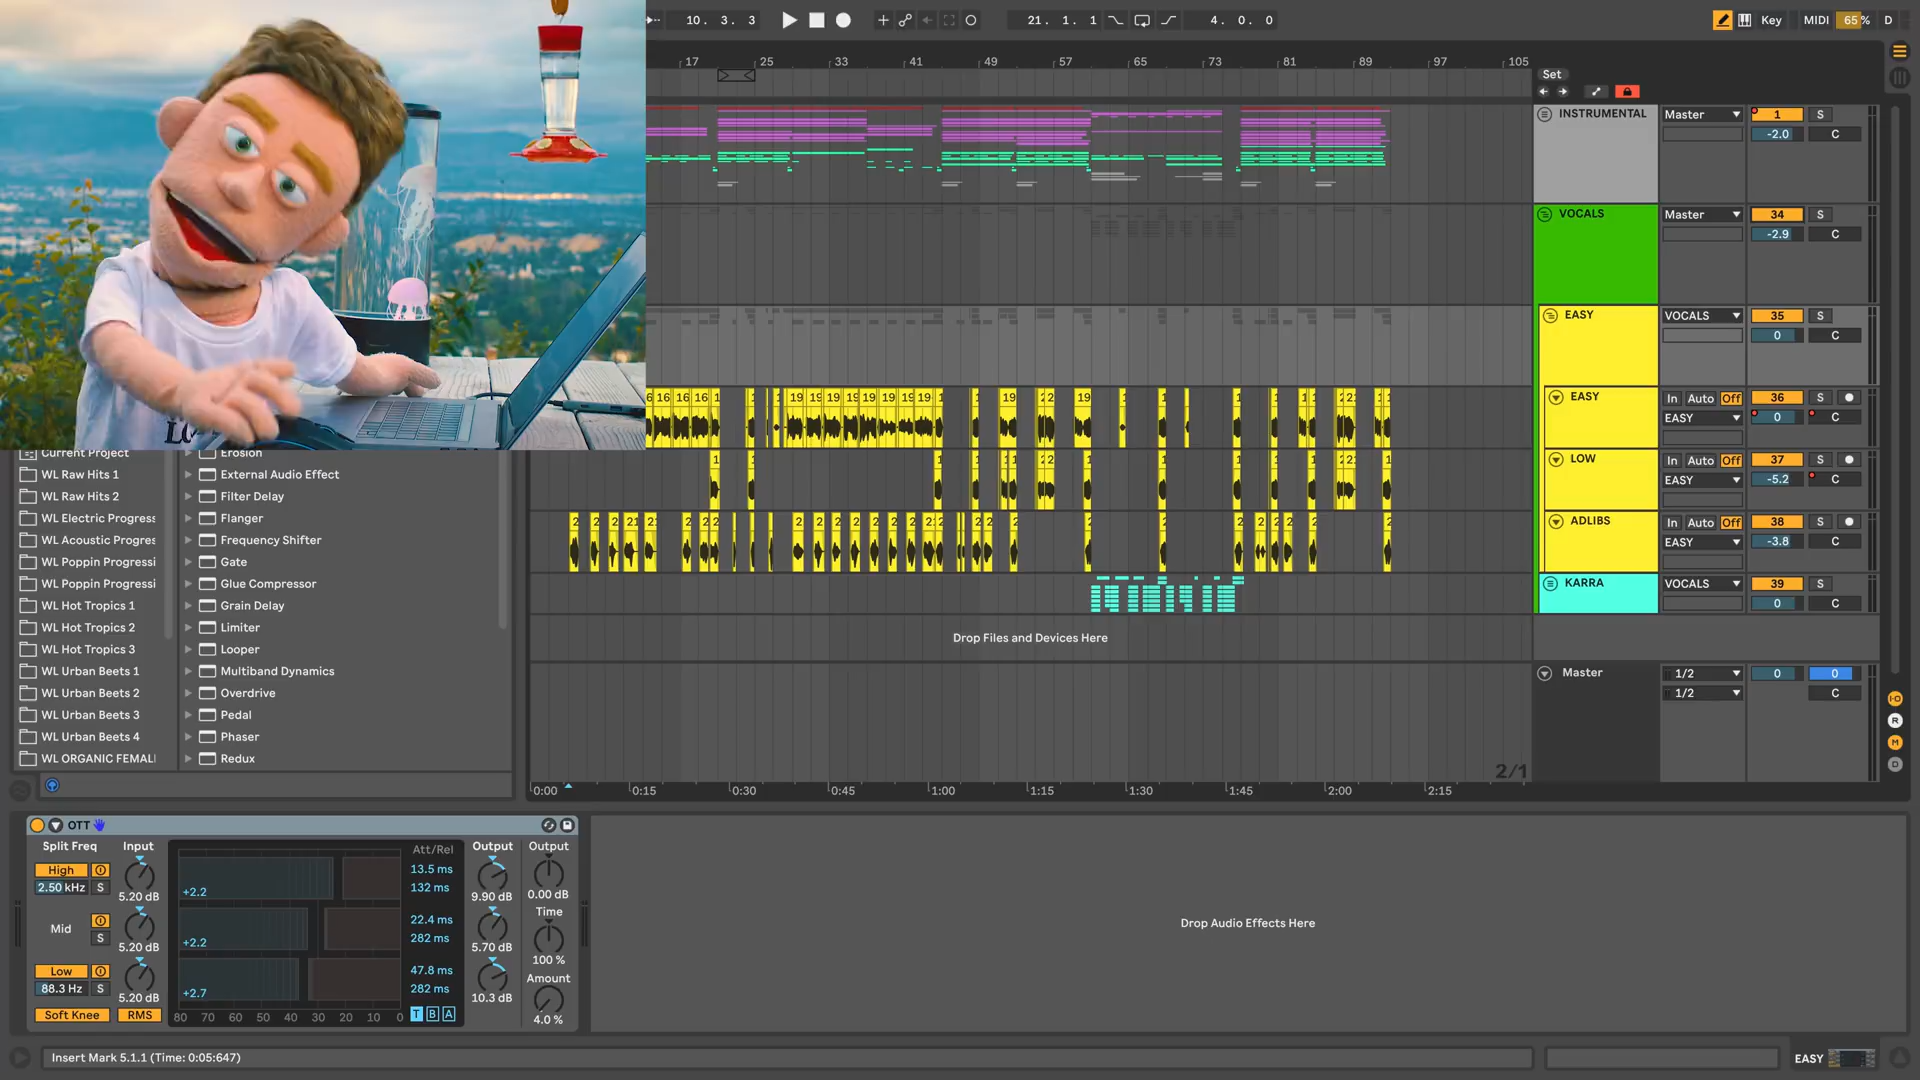 10. 3. 3
21. 1. 1
4. 0. 0
Key
MIDI
65 %
D
17
25
33
41
49
57
65
73
81
89
97
105
Set
INSTRUMENTAL
Master
1
S
-2.0
C
VOCALS
Master
34
S
-2.9
C
EASY
VOCALS
35
S
0
C
EASY
In Auto Off
36
S
EASY
0
C
LOW
In Auto Off
37
S
EASY
-5.2
C
ADLIBS
In Auto Off
38
S
EASY
-3.8
C
KARRA
VOCALS
39
S
0
C
Drop Files and Devices Here
Master
1/2
0
0
1/2
C
2/1
0:00
0:15
0:30
0:45
1:00
1:15
1:30
1:45
2:00
2:15
I·O
R
M
D
Current Project
WL Raw Hits 1
WL Raw Hits 2
WL Electric Progress
WL Acoustic Progres
WL Poppin Progressi
WL Poppin Progressi
WL Hot Tropics 1
WL Hot Tropics 2
WL Hot Tropics 3
WL Urban Beets 1
WL Urban Beets 2
WL Urban Beets 3
WL Urban Beets 4
WL ORGANIC FEMAL
Erosion
External Audio Effect
Filter Delay
Flanger
Frequency Shifter
Gate
Glue Compressor
Grain Delay
Limiter
Looper
Multiband Dynamics
Overdrive
Pedal
Phaser
Redux
OTT
Split Freq
Input
Att/Rel
Output
Output
High
2.50 kHz
S
5.20 dB
+2.2
13.5 ms
132 ms
9.90 dB
0.00 dB
Time
Mid
S
5.20 dB
+2.2
22.4 ms
282 ms
5.70 dB
100 %
Amount
Low
88.3 Hz
S
5.20 dB
+2.7
47.8 ms
282 ms
10.3 dB
4.0 %
Soft Knee
RMS
80 70 60 50 40 30 20 10 0
T B A
Drop Audio Effects Here
Insert Mark 5.1.1 (Time: 0:05:647)
EASY